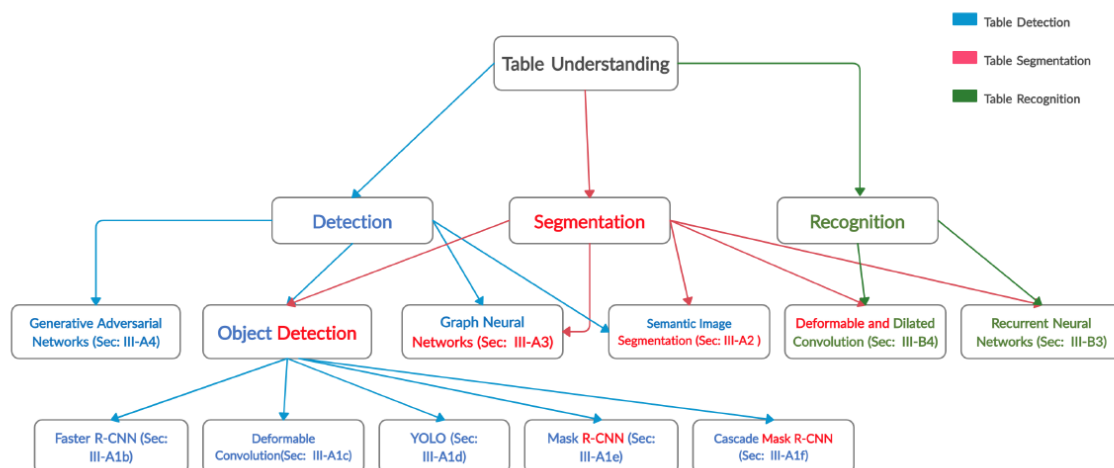 Table Detection
Table Segmentation
Table Recognition
Table Understanding
Detection
Segmentation
Recognition
Generative Adversarial
Networks (Sec: III-A4)
Object Detection
Graph Neural
Networks (Sec: III-A3)
Semantic Image
Segmentation (Sec: III-A2 )
Deformable and Dilated
Convolution (Sec: III-B4)
Recurrent Neural
Networks (Sec: III-B3)
Faster R-CNN (Sec:
III-A1b)
Deformable
Convolution(Sec: III-A1c)
YOLO (Sec:
III-A1d)
Mask R-CNN (Sec:
III-A1e)
Cascade Mask R-CNN
(Sec: III-A1f)